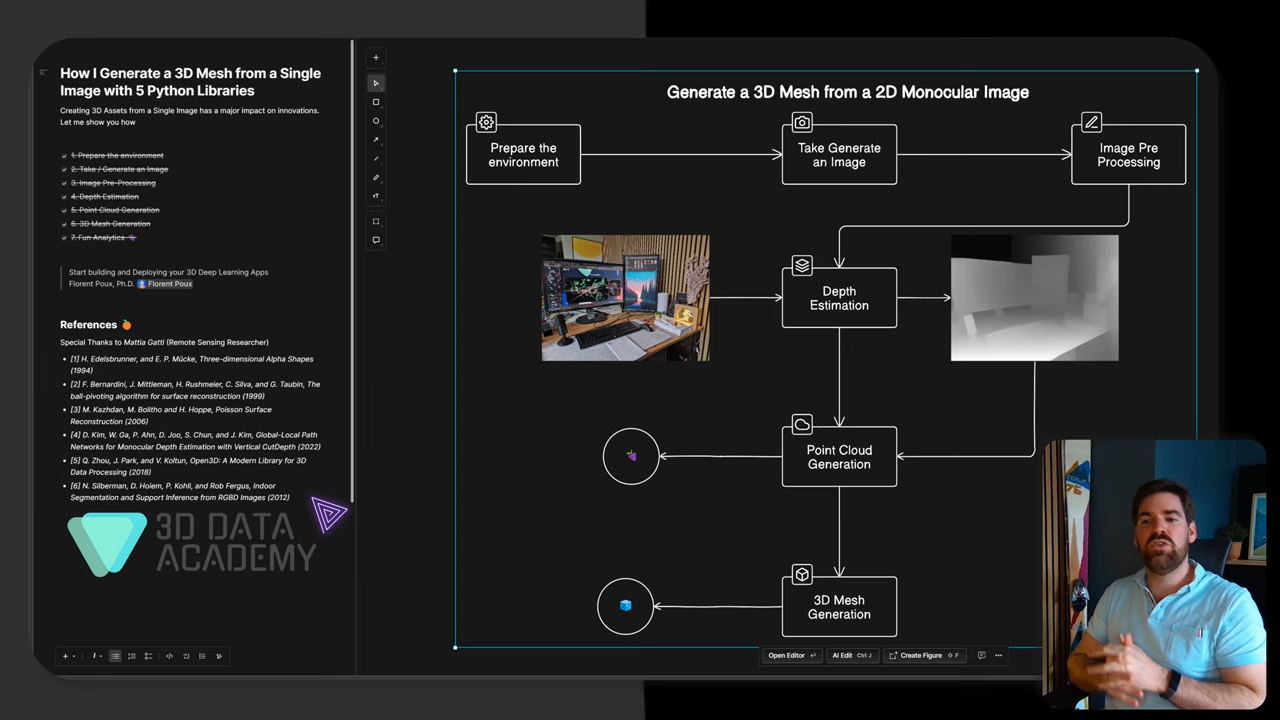 How I Generate a 3D Mesh from a Single
Image with 5 Python Libraries
Creating 3D Assets from a Single Image has a major impact on innovations.
Let me show you how
1. Prepare the environment
2. Take / Generate an Image
3. Image Pre-Processing
4. Depth Estimation
5. Point Cloud Generation
6. 3D Mesh Generation
7. Fun Analytics 🍇
Start building and Deploying your 3D Deep Learning Apps
Florent Poux, Ph.D. Florent Poux
References 🍊
Special Thanks to Mattia Gatti (Remote Sensing Researcher)
[1] H. Edelsbrunner, and E. P. Mücke, Three-dimensional Alpha Shapes
(1994)
[2] F. Bernardini, J. Mittleman, H. Rushmeier, C. Silva, and G. Taubin, The
ball-pivoting algorithm for surface reconstruction (1999)
[3] M. Kazhdan, M. Bolitho and H. Hoppe, Poisson Surface
Reconstruction (2006)
[4] D. Kim, W. Ga, P. Ahn, D. Joo, S. Chun, and J. Kim, Global-Local Path
Networks for Monocular Depth Estimation with Vertical CutDepth (2022)
[5] Q. Zhou, J. Park, and V. Koltun, Open3D: A Modern Library for 3D
Data Processing (2018)
[6] N. Silberman, D. Hoiem, P. Kohli, and Rob Fergus, Indoor
Segmentation and Support Inference from RGBD Images (2012)
3D DATA
ACADEMY
Generate a 3D Mesh from a 2D Monocular Image
Prepare the
environment
Take Generate
an Image
Image Pre
Processing
Depth
Estimation
Point Cloud
Generation
3D Mesh
Generation
Open Editor
AI Edit Ctrl J
Create Figure F